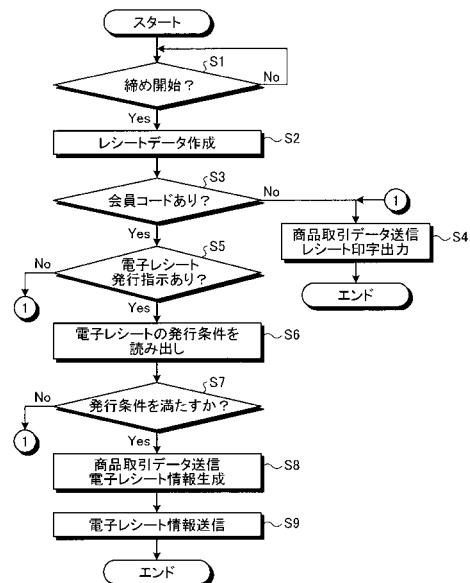 スタート
S1
締め開始？
No
Yes
レシートデータ作成
S2
S3
会員コードあり？
No
1
Yes
商品取引データ送信
レシート印字出力
S4
エンド
S5
電子レシート
発行指示あり？
No
1
Yes
電子レシートの発行条件を
読み出し
S6
S7
発行条件を満たすか？
No
1
Yes
商品取引データ送信
電子レシート情報生成
S8
電子レシート情報送信
S9
エンド